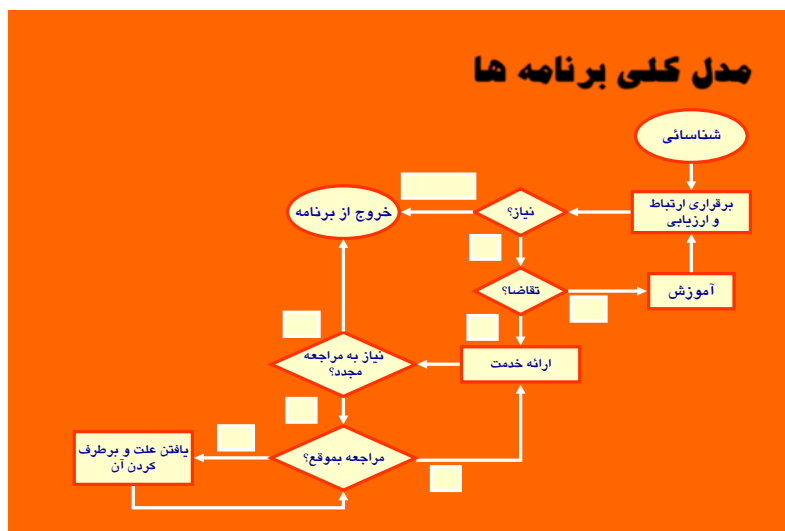 مدل کلی برنامه ها
شناسائی
برقراری ارتباط
و ارزیابی
نیاز؟
خروج از برنامه
تقاضا؟
آموزش
ارائه خدمت
نیاز به مراجعه
مجدد؟
مراجعه بموقع؟
یافتن علت و برطرف
کردن آن